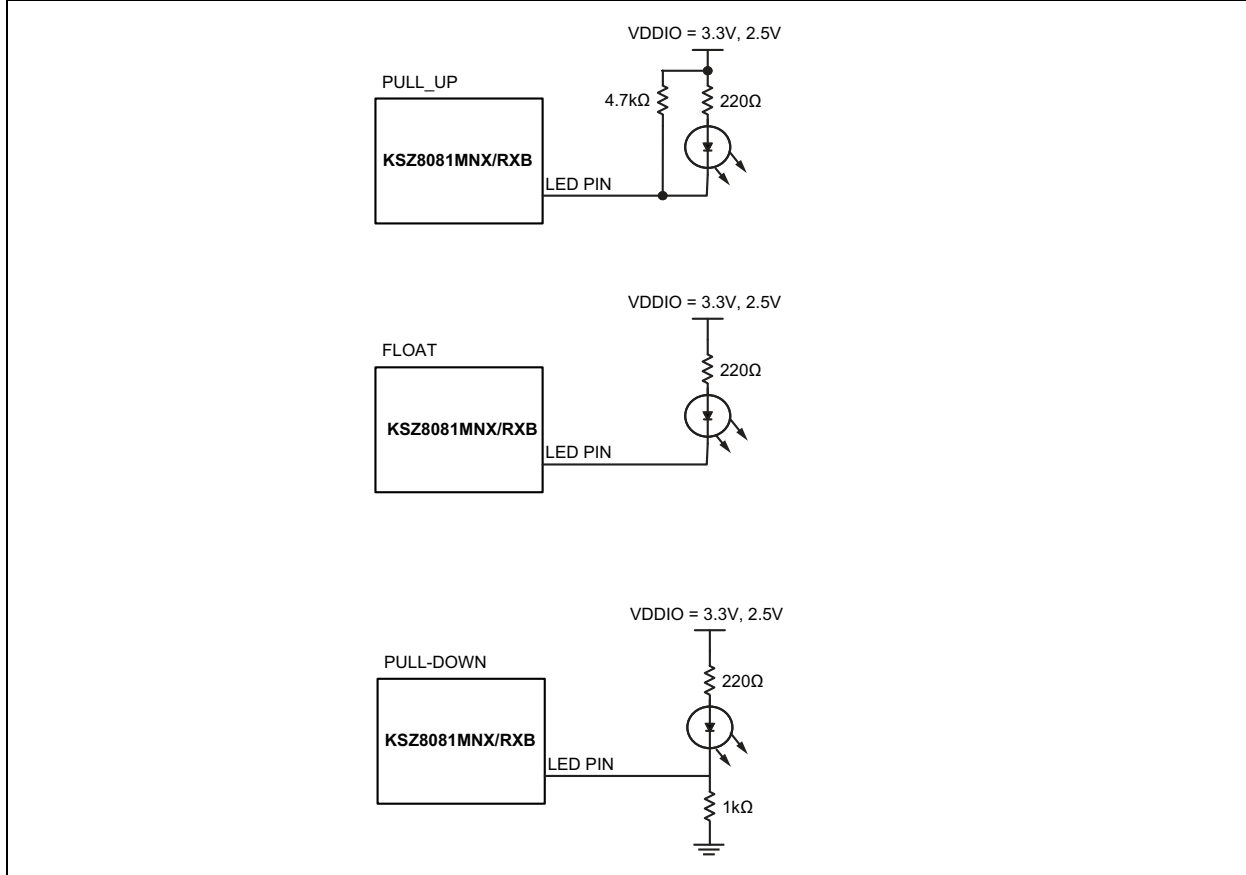 VDDIO = 3.3V, 2.5V
PULL_UP
4.7kΩ
220Ω
KSZ8081MNX/RXB
LED PIN
VDDIO = 3.3V, 2.5V
FLOAT
220Ω
KSZ8081MNX/RXB
LED PIN
VDDIO = 3.3V, 2.5V
PULL-DOWN
220Ω
KSZ8081MNX/RXB
LED PIN
1kΩ